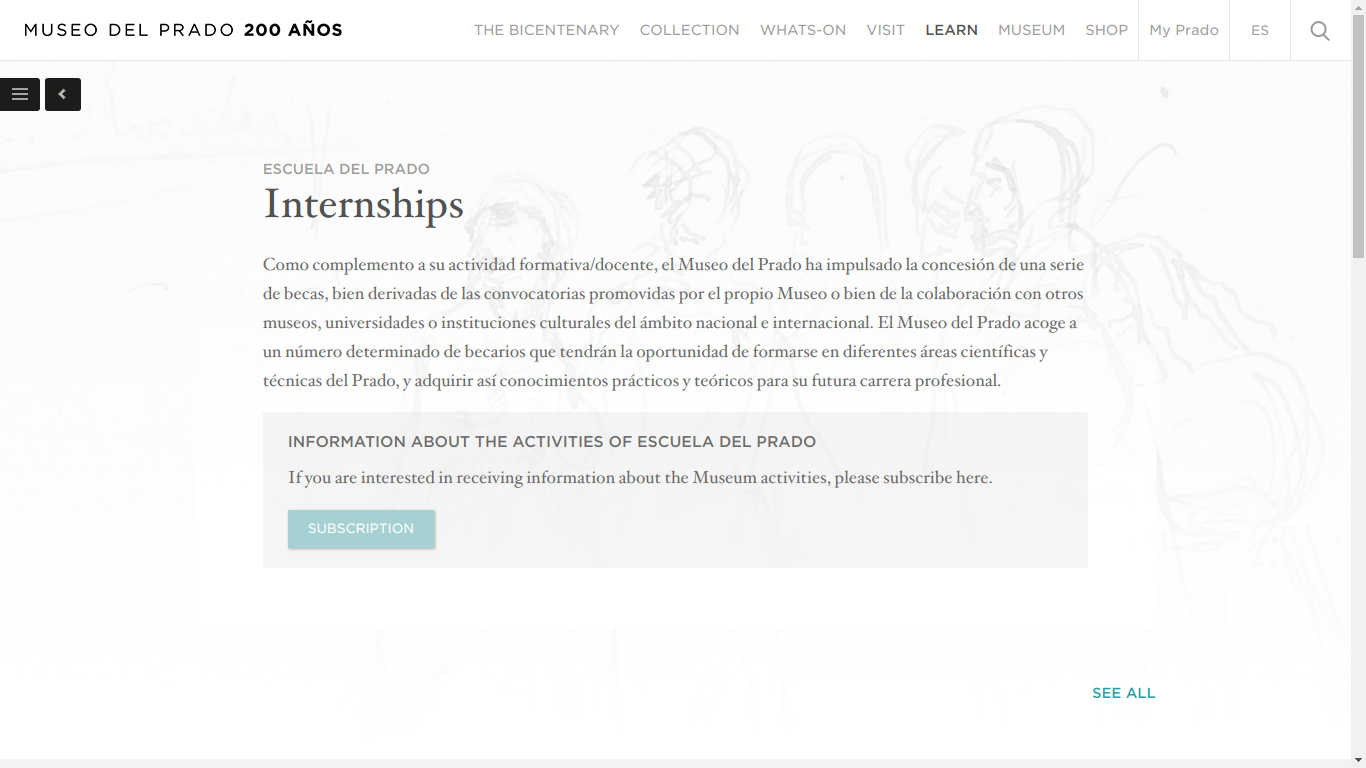 MUSEO DEL PRADO 200 AÑOS
THE BICENTENARY COLLECTION WHATS-ON VISIT LEARN MUSEUM SHOP My Prado ES
ESCUELA DEL PRADO
Internships
Como complemento a su actividad formativa/docente, el Museo del Prado ha impulsado la concesión de una serie
de becas, bien derivadas de las convocatorias promovidas por el propio Museo o bien de la colaboración con otros
museos, universidades o instituciones culturales del ámbito nacional e internacional. El Museo del Prado acoge a
un número determinado de becarios que tendrán la oportunidad de formarse en diferentes áreas científicas y
técnicas del Prado, y adquirir así conocimientos prácticos y teóricos para su futura carrera profesional.
INFORMATION ABOUT THE ACTIVITIES OF ESCUELA DEL PRADO
If you are interested in receiving information about the Museum activities, please subscribe here.
SUBSCRIPTION
SEE ALL